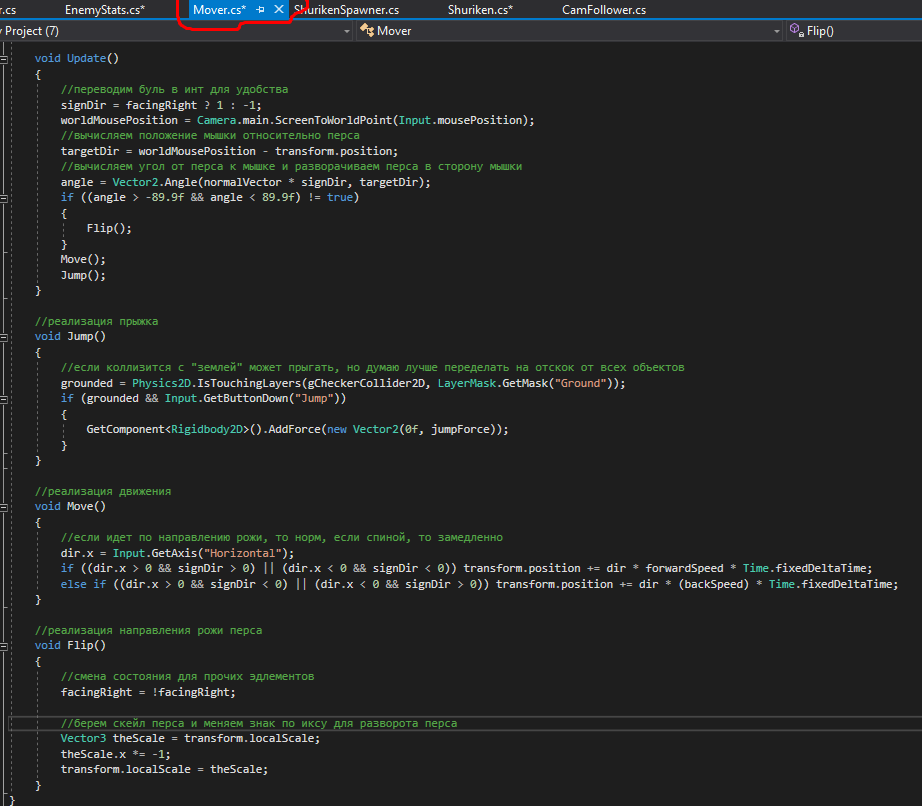 r.cs EnemyStats.cs* Mover.cs* ShurikenSpawner.cs Shuriken.cs* CamFollower.cs
Project (7) Mover Flip()
void Update()
{
//переводим буль в инт для удобства
signDir = facingRight ? 1 : -1;
worldMousePosition = Camera.main.ScreenToWorldPoint(Input.mousePosition);
//вычисляем положение мышки относительно перса
targetDir = worldMousePosition - transform.position;
//вычисляем угол от перса к мышке и разворачиваем перса в сторону мышки
angle = Vector2.Angle(normalVector * signDir, targetDir);
if ((angle > -89.9f && angle < 89.9f) != true)
{
Flip();
}
Move();
Jump();
}
//реализация прыжка
void Jump()
{
//если коллизится с "землей" может прыгать, но думаю лучше переделать на отскок от всех объектов
grounded = Physics2D.IsTouchingLayers(gCheckerCollider2D, LayerMask.GetMask("Ground"));
if (grounded && Input.GetButtonDown("Jump"))
{
GetComponent<Rigidbody2D>().AddForce(new Vector2(0f, jumpForce));
}
}
//реализация движения
void Move()
{
//если идет по направлению рожи, то норм, если спиной, то замедленно
dir.x = Input.GetAxis("Horizontal");
if ((dir.x > 0 && signDir > 0) || (dir.x < 0 && signDir < 0)) transform.position += dir * forwardSpeed * Time.fixedDeltaTime;
else if ((dir.x > 0 && signDir < 0) || (dir.x < 0 && signDir > 0)) transform.position += dir * (backSpeed) * Time.fixedDeltaTime;
}
//реализация направления рожи перса
void Flip()
{
//смена состояния для прочих эдлементов
facingRight = !facingRight;
//берем скейл перса и меняем знак по иксу для разворота перса
Vector3 theScale = transform.localScale;
theScale.x *= -1;
transform.localScale = theScale;
}
}